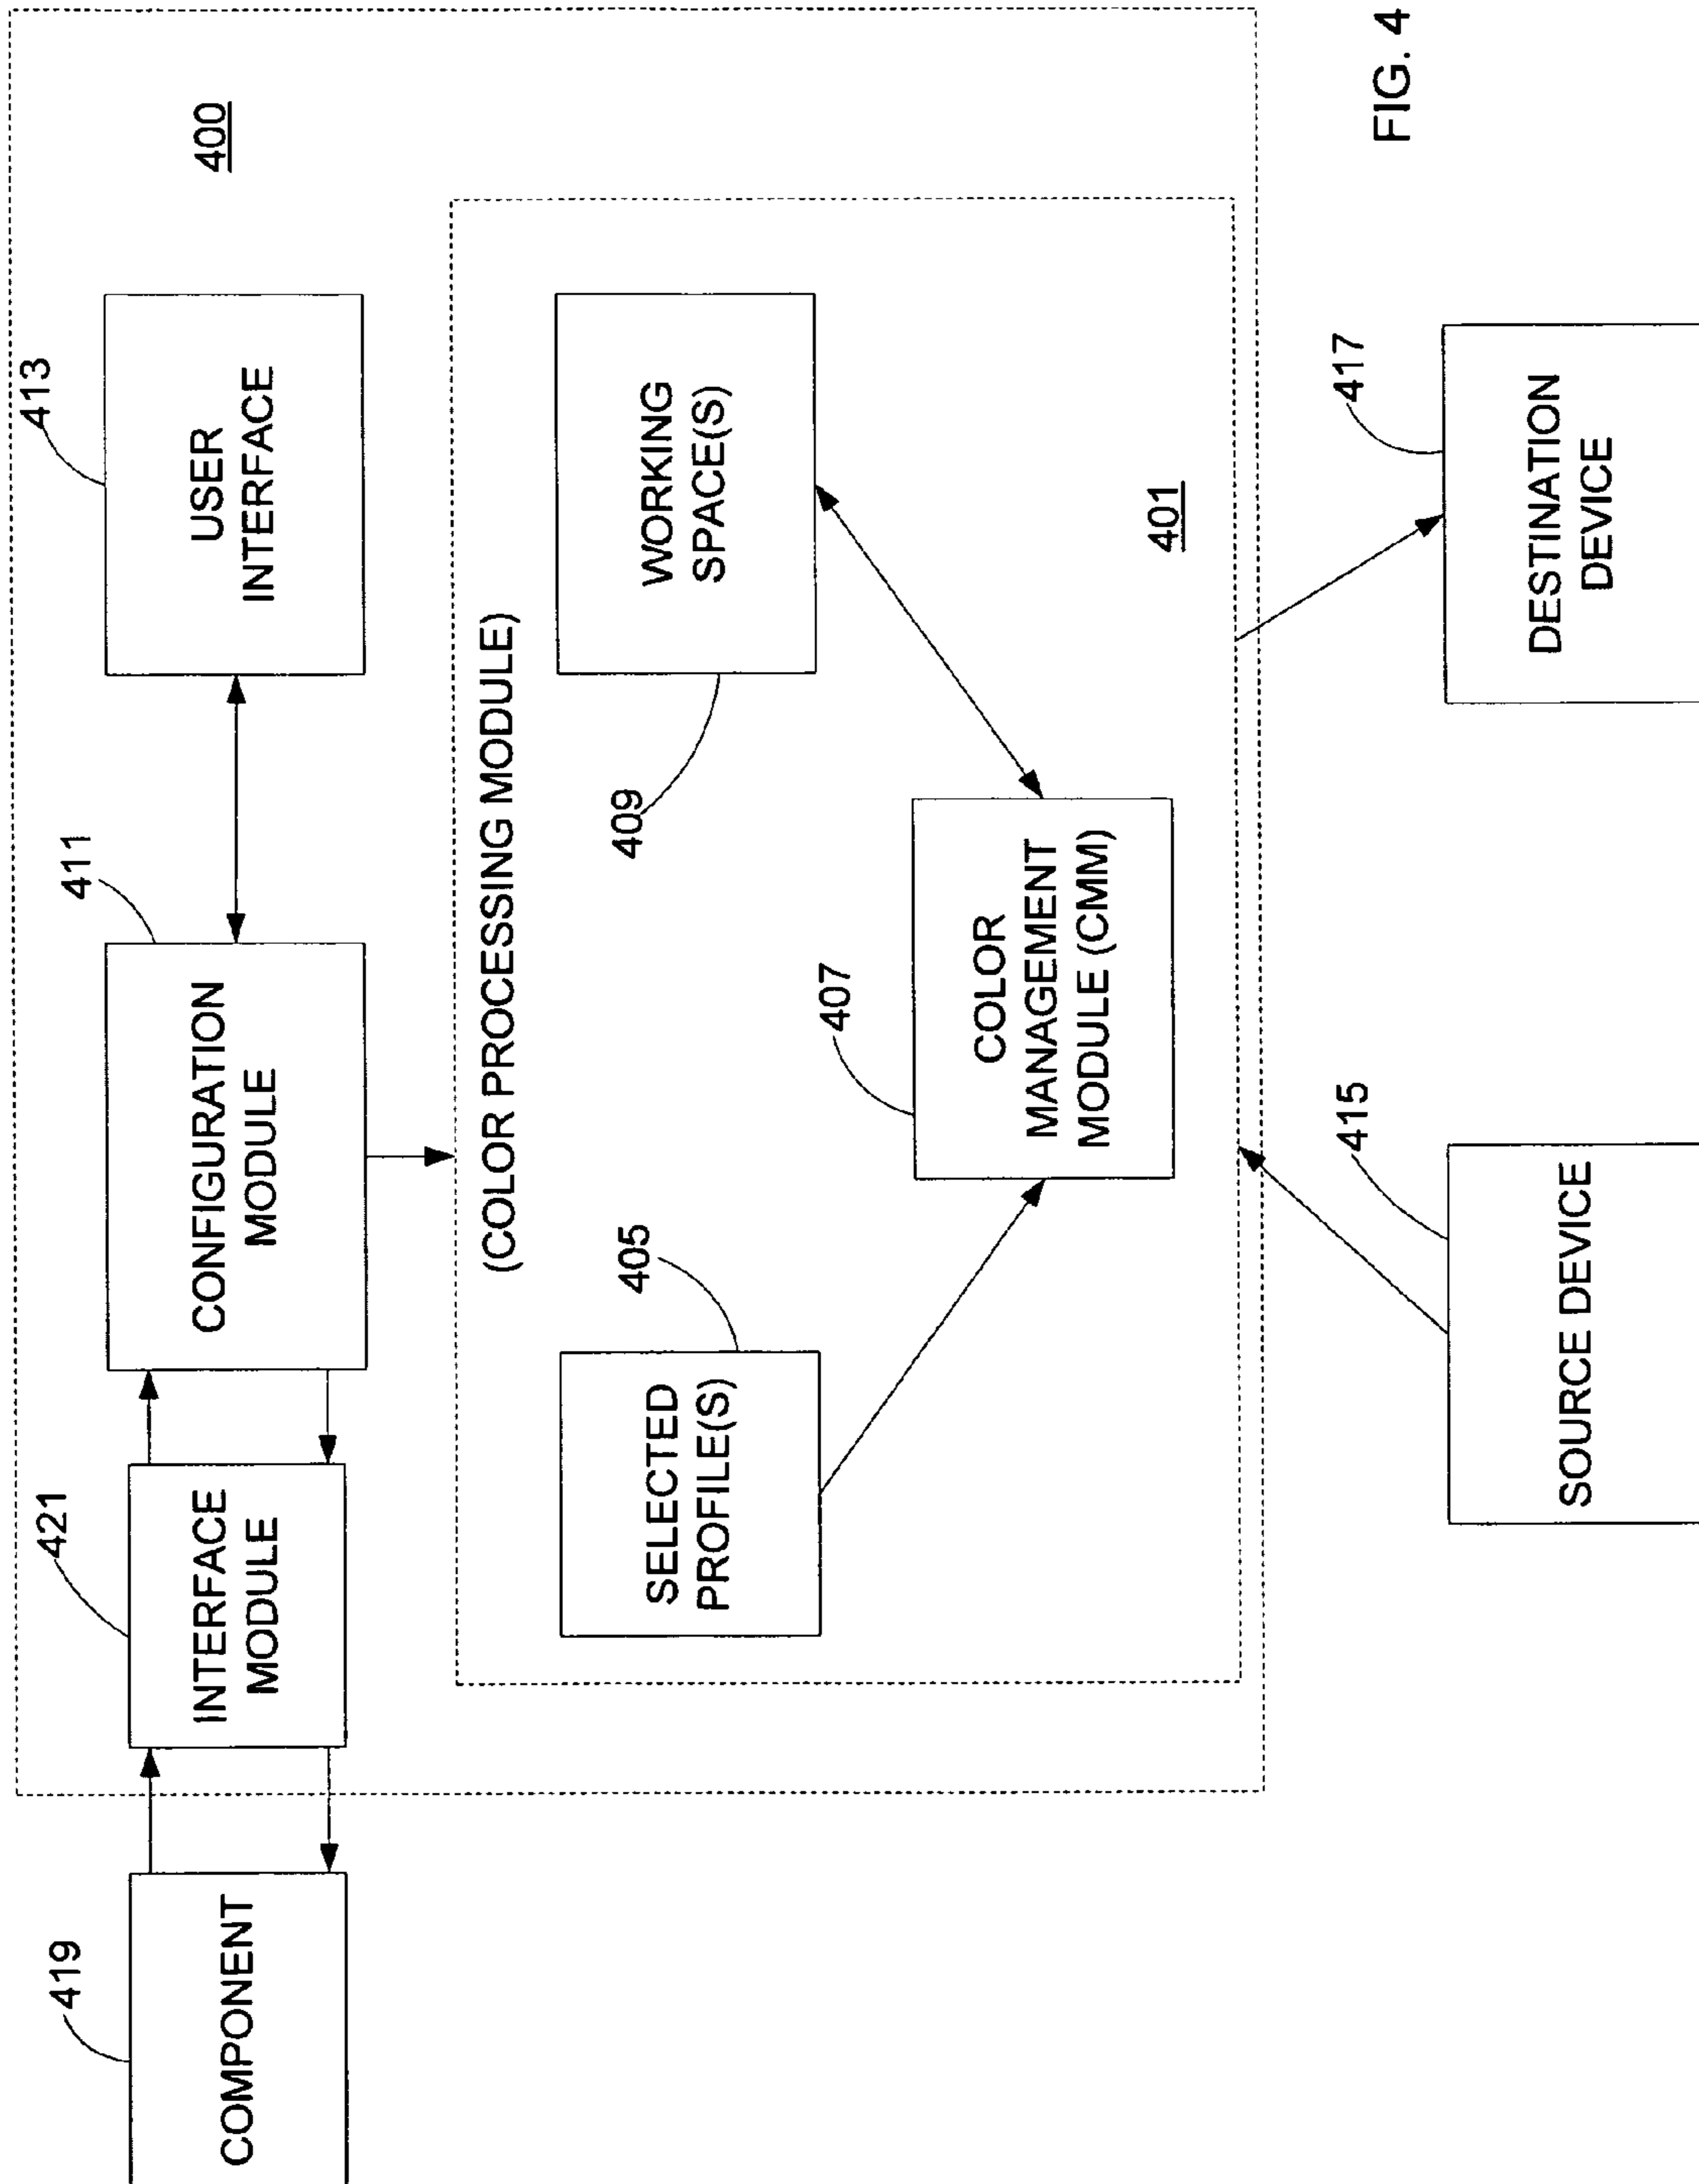 419
COMPONENT
421
INTERFACE
MODULE
411
CONFIGURATION
MODULE
413
USER
INTERFACE
400
(COLOR PROCESSING MODULE)
405
SELECTED
PROFILE(S)
407
COLOR
MANAGEMENT
MODULE (CMM)
409
WORKING
SPACE(S)
401
415
SOURCE DEVICE
417
DESTINATION
DEVICE
FIG. 4